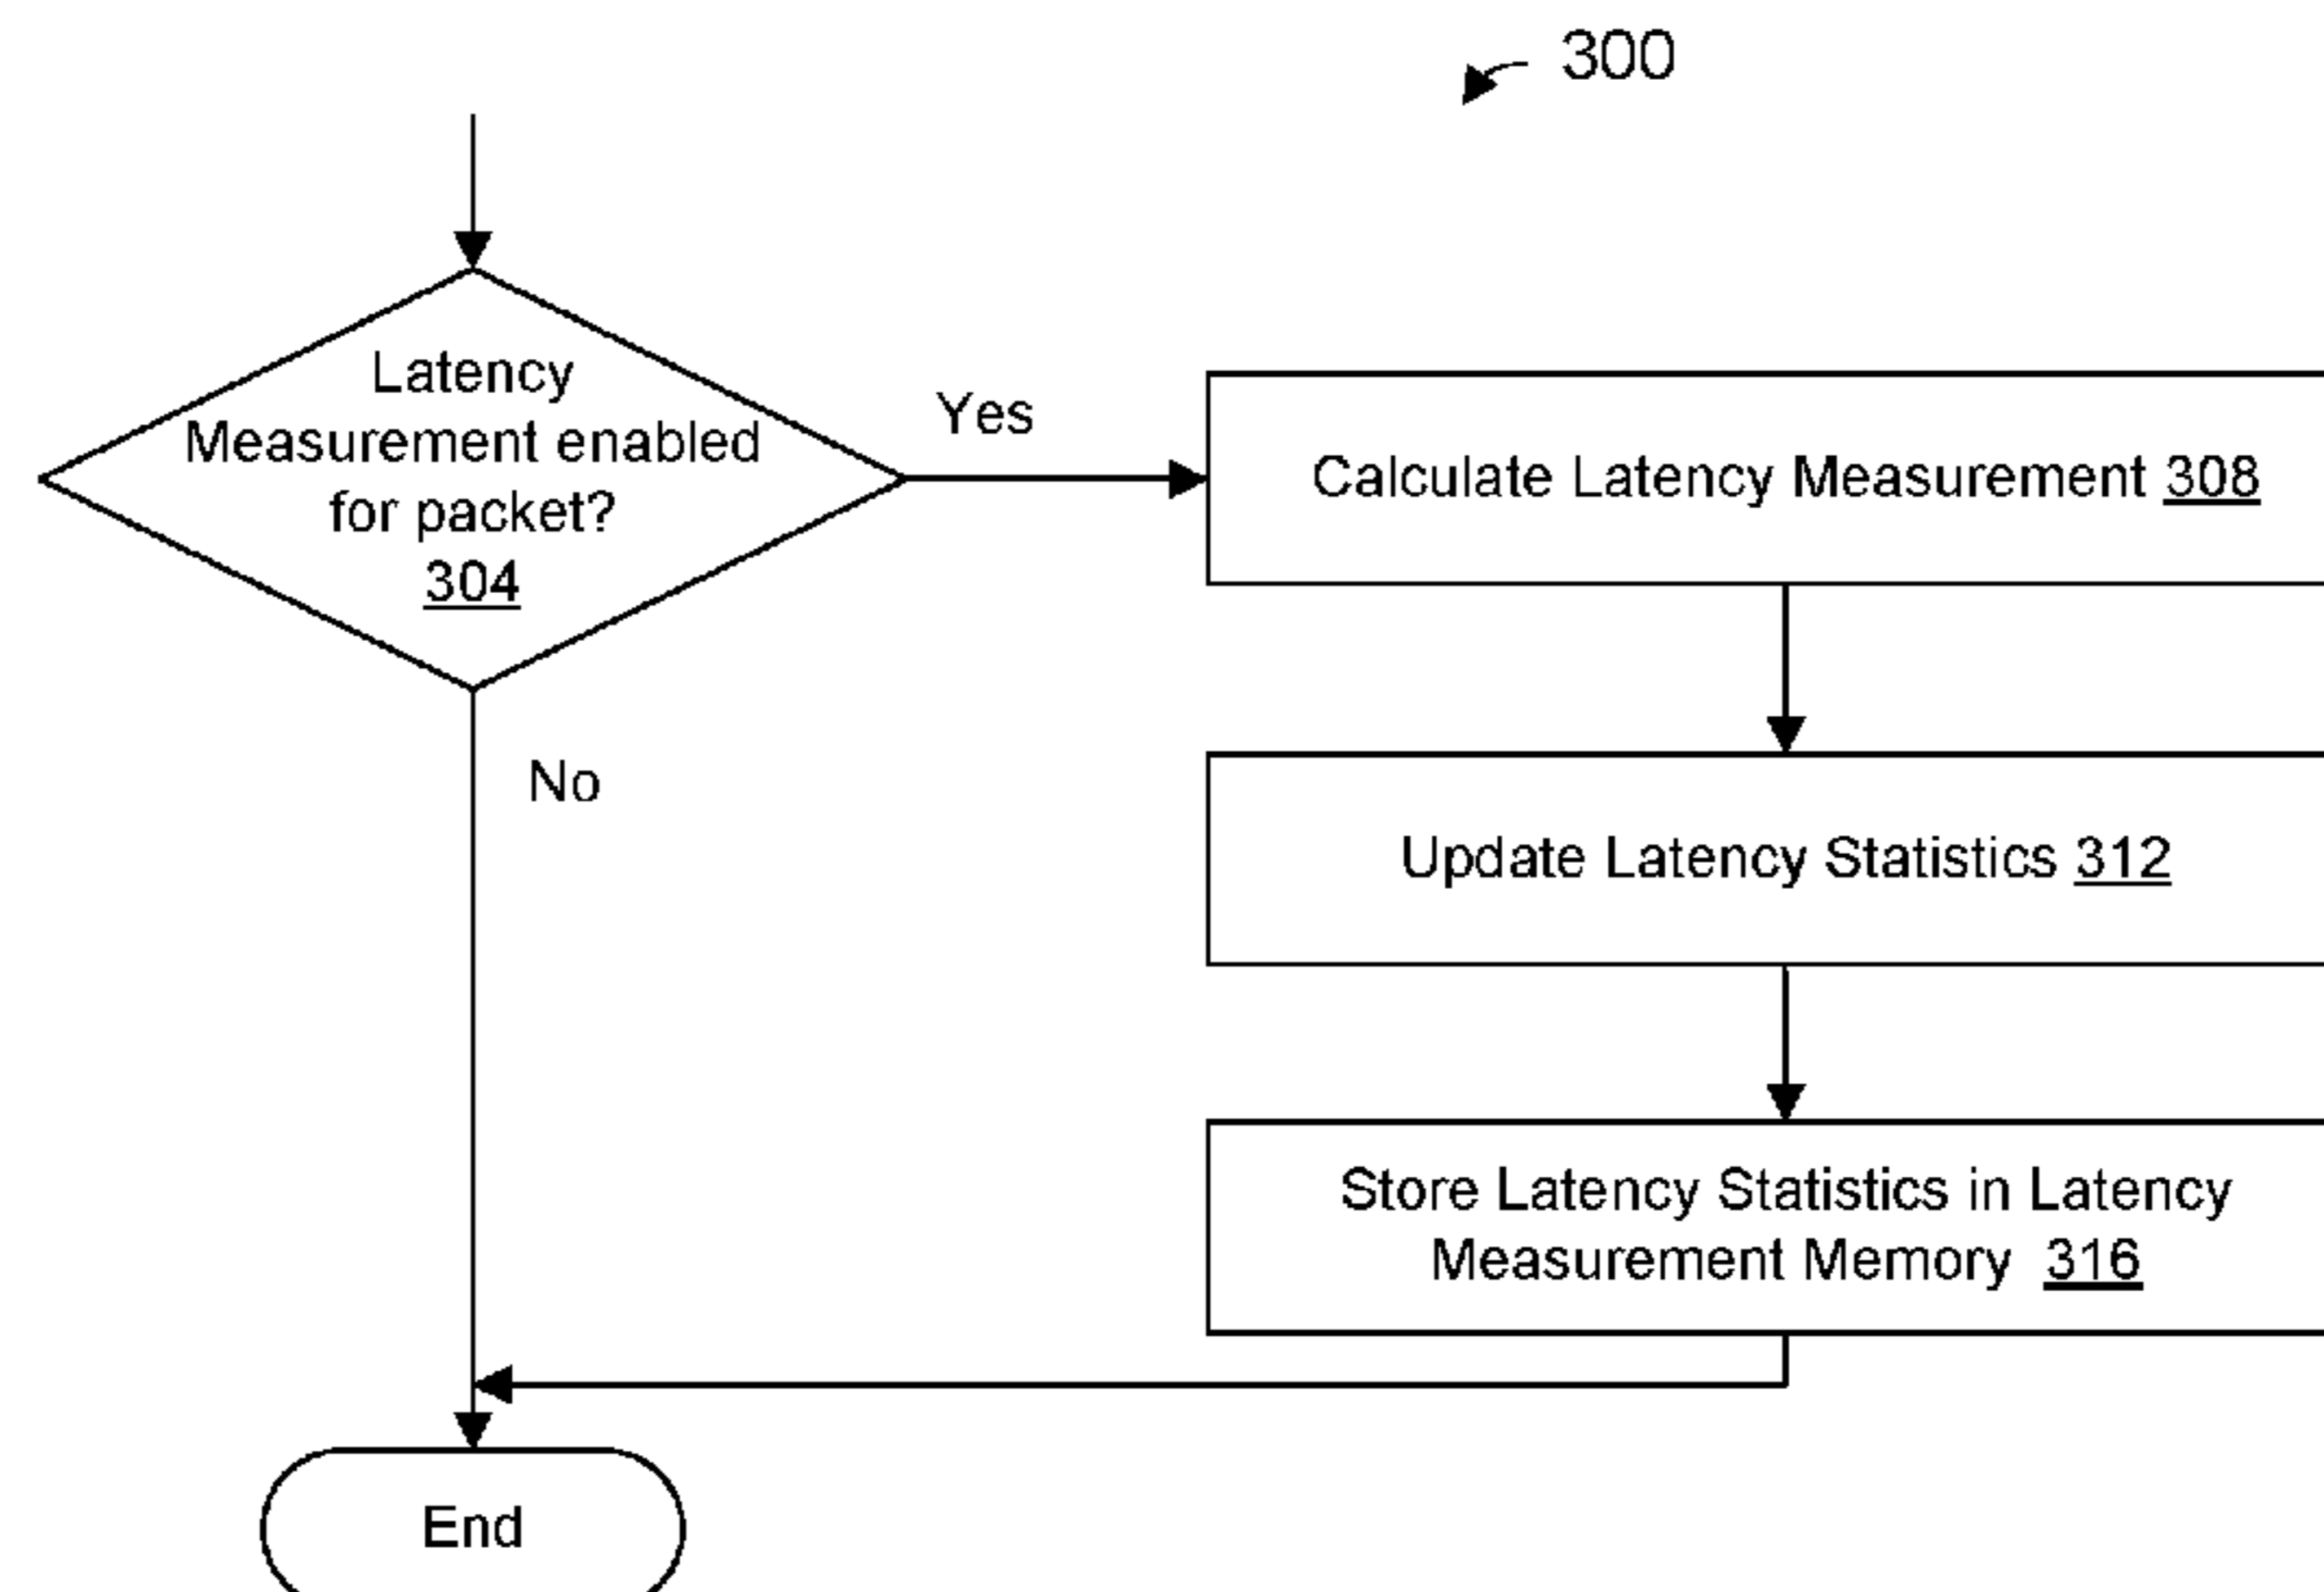 300
Latency
Measurement enabled
for packet?
304
Yes
Calculate Latency Measurement 308
No
Update Latency Statistics 312
Store Latency Statistics in Latency
Measurement Memory 316
End